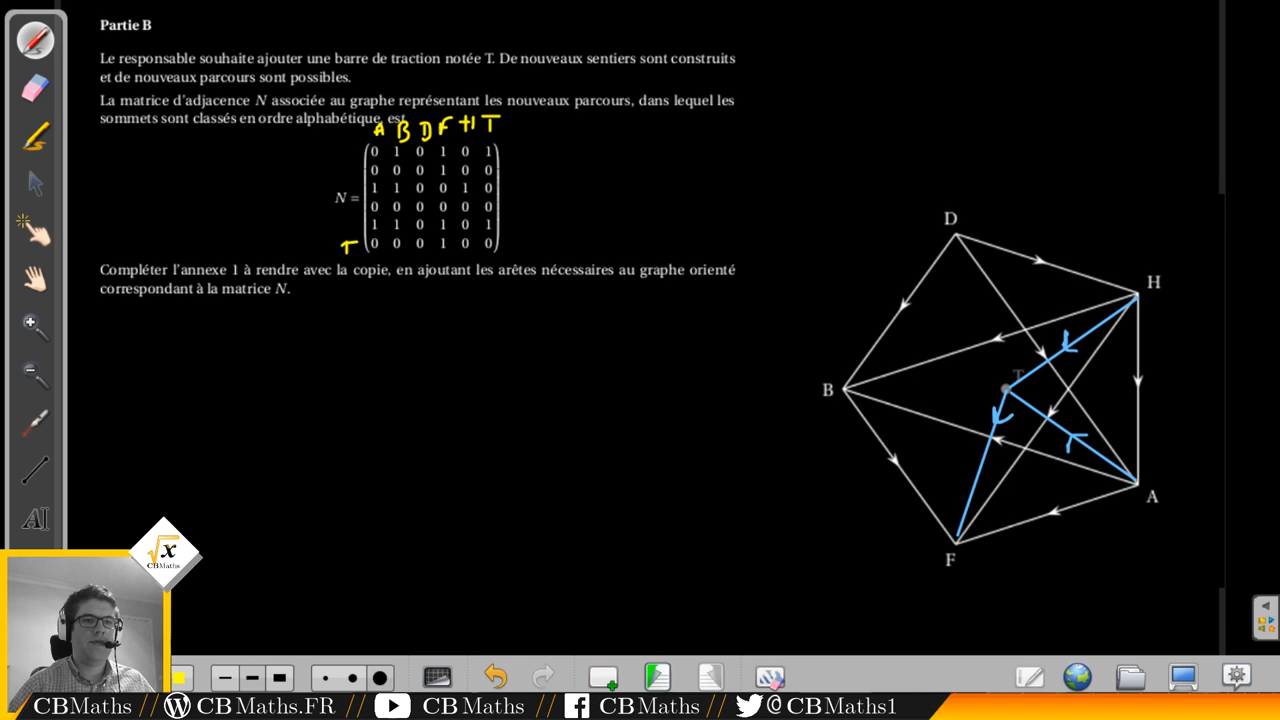 Partie B
Le responsable souhaite ajouter une barre de traction notée T. De nouveaux sentiers sont construits
et de nouveaux parcours sont possibles.
La matrice d'adjacence N associée au graphe représentant les nouveaux parcours, dans lequel les
sommets sont classés en ordre alphabétique, est
A B D F H T
0 1 0 1 0 1
0 0 0 1 0 0
1 1 0 0 1 0
N =
0 0 0 0 0 0
1 1 0 1 0 1
T 0 0 0 1 0 0
Compléter l'annexe 1 à rendre avec la copie, en ajoutant les arêtes nécessaires au graphe orienté
correspondant à la matrice N.
D
H
T
B
A
F
AI
√x
CBMaths
CBMaths // CBMaths.FR // CBMaths // CBMaths // @CBMaths1